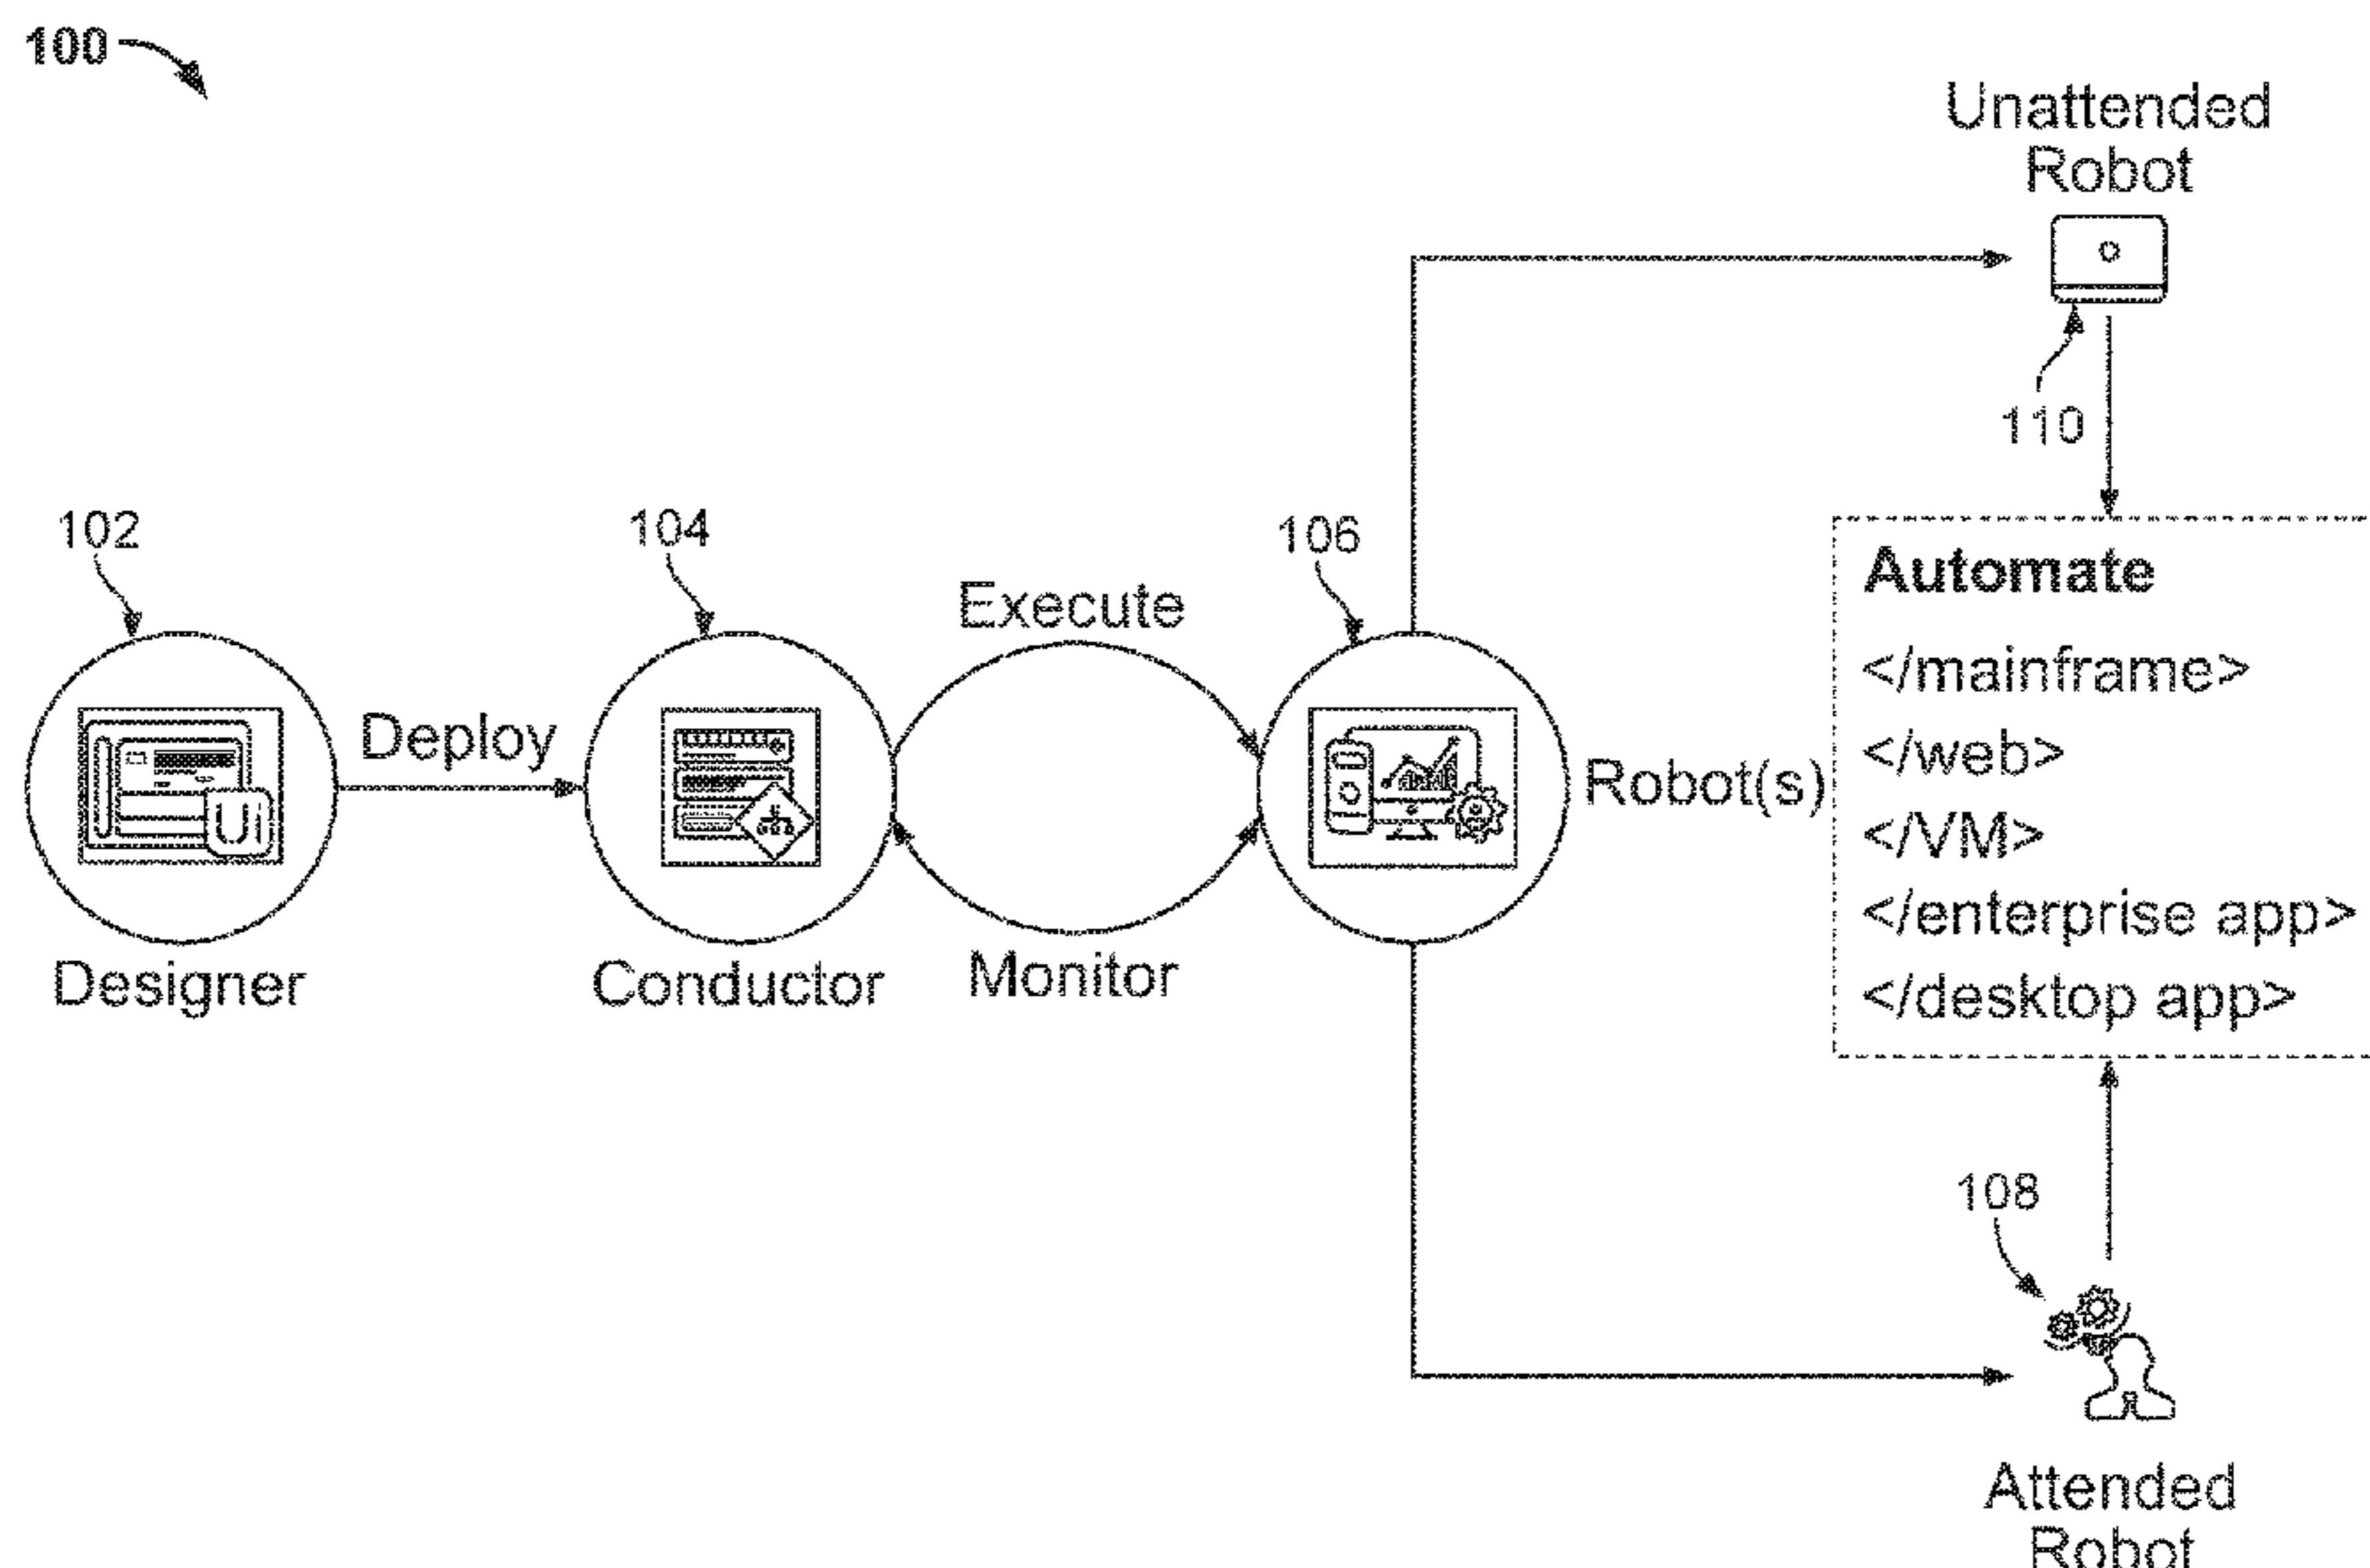 100
Unattended
Robot
110
102
104
106
Execute
Deploy
UI
Robot(s)
Designer
Conductor
Monitor
Automate
</mainframe>
</web>
</VM>
</enterprise app>
</desktop app>
108
Attended
Robot